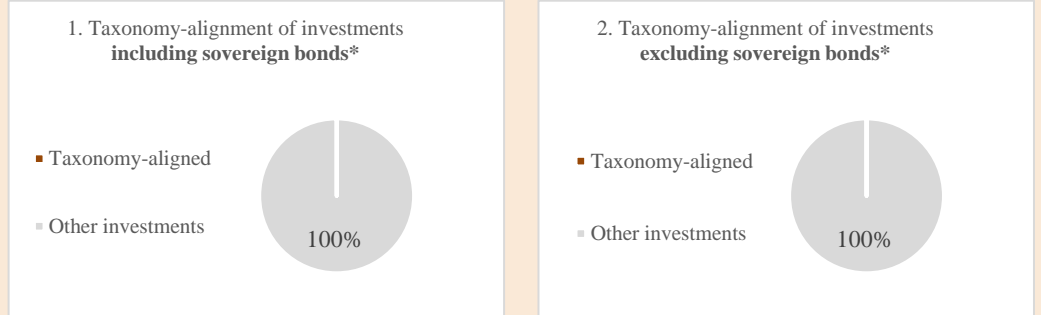 1. Taxonomy-alignment of investments
including sovereign bonds*
Taxonomy-aligned
Other investments
100%
2. Taxonomy-alignment of investments
excluding sovereign bonds*
Taxonomy-aligned
Other investments
100%